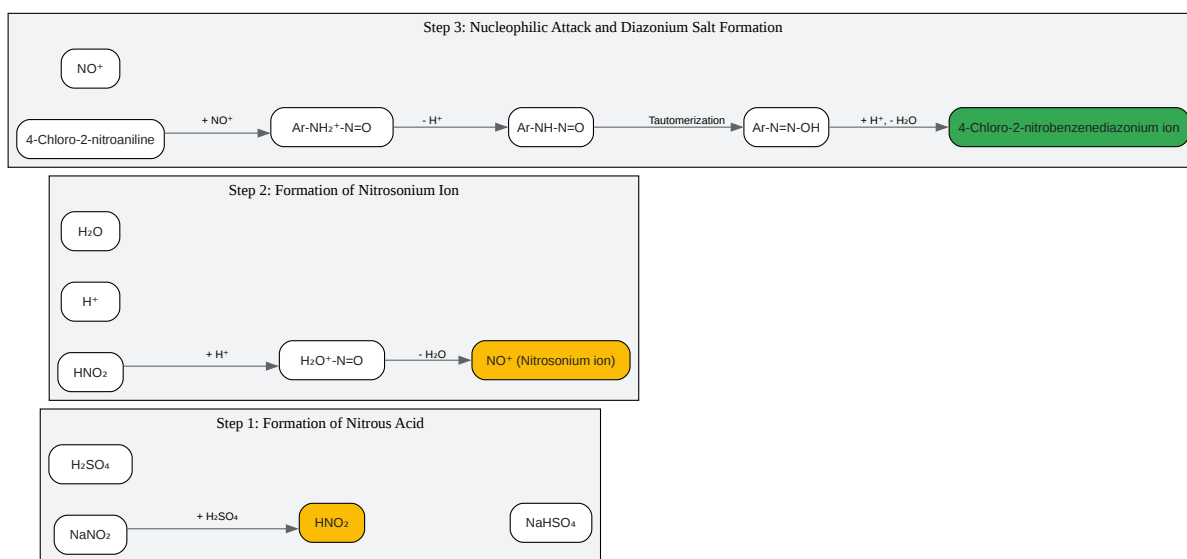 Step 3: Nucleophilic Attack and Diazonium Salt Formation
NO⁺
4-Chloro-2-nitroaniline
+ NO⁺
Ar-NH₂⁺-N=O
- H⁺
Ar-NH-N=O
Tautomerization
Ar-N=N-OH
+ H⁺, - H₂O
4-Chloro-2-nitrobenzenediazonium ion
Step 2: Formation of Nitrosonium Ion
H₂O
H⁺
HNO₂
+ H⁺
H₂O⁺-N=O
- H₂O
NO⁺ (Nitrosonium ion)
Step 1: Formation of Nitrous Acid
H₂SO₄
NaNO₂
+ H₂SO₄
HNO₂
NaHSO₄